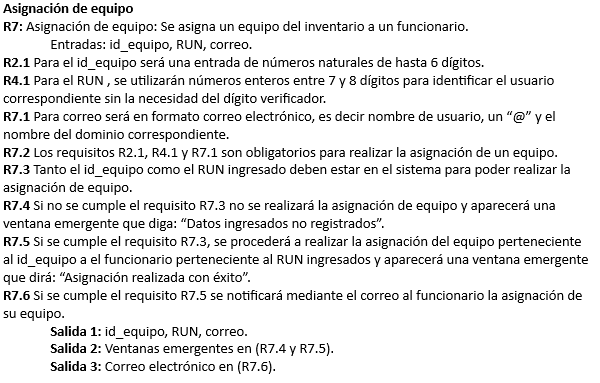 Asignación de equipo
R7: Asignación de equipo: Se asigna un equipo del inventario a un funcionario.
Entradas: id_equipo, RUN, correo.
R2.1 Para el id_equipo será una entrada de números naturales de hasta 6 dígitos.
R4.1 Para el RUN , se utilizarán números enteros entre 7 y 8 dígitos para identificar el usuario
correspondiente sin la necesidad del dígito verificador.
R7.1 Para correo será en formato correo electrónico, es decir nombre de usuario, un “@” y el
nombre del dominio correspondiente.
R7.2 Los requisitos R2.1, R4.1 y R7.1 son obligatorios para realizar la asignación de un equipo.
R7.3 Tanto el id_equipo como el RUN ingresado deben estar en el sistema para poder realizar la
asignación de equipo.
R7.4 Si no se cumple el requisito R7.3 no se realizará la asignación de equipo y aparecerá una
ventana emergente que diga: “Datos ingresados no registrados”.
R7.5 Si se cumple el requisito R7.3, se procederá a realizar la asignación del equipo perteneciente
al id_equipo a el funcionario perteneciente al RUN ingresados y aparecerá una ventana emergente
que dirá: “Asignación realizada con éxito”.
R7.6 Si se cumple el requisito R7.5 se notificará mediante el correo al funcionario la asignación de
su equipo.
Salida 1: id_equipo, RUN, correo.
Salida 2: Ventanas emergentes en (R7.4 y R7.5).
Salida 3: Correo electrónico en (R7.6).